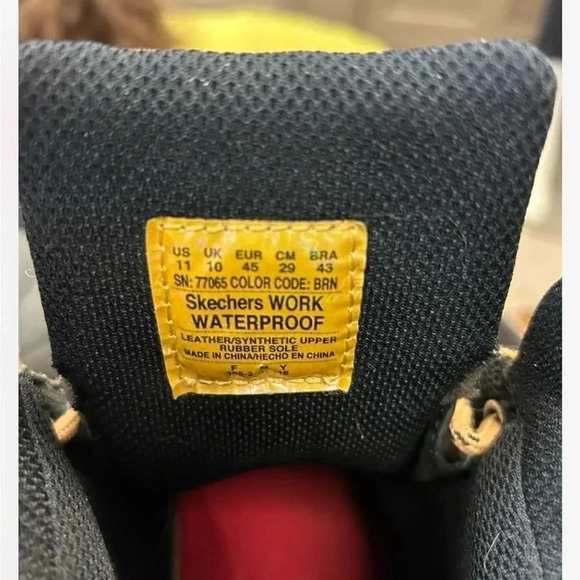 US UK EUR CM BRA
11 10 45 29 43
SN: 77065 COLOR CODE: BRN
Skechers WORK
WATERPROOF
LEATHER/SYNTHETIC UPPER
RUBBER SOLE
MADE IN CHINA/HECHO EN CHINA
F M Y
16